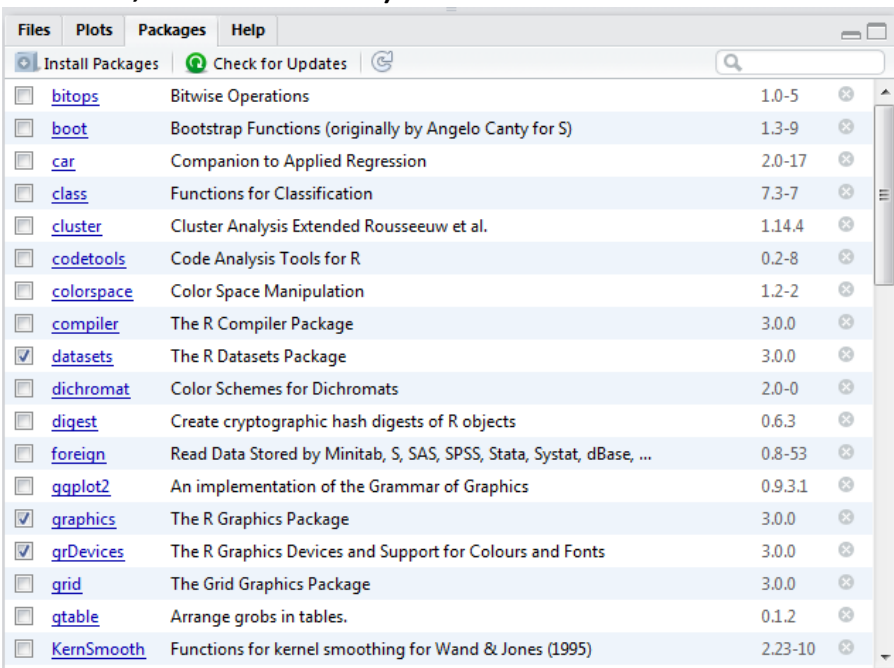 Files Plots Packages Help
Install Packages Check for Updates
bitops Bitwise Operations 1.0-5
boot Bootstrap Functions (originally by Angelo Canty for S) 1.3-9
car Companion to Applied Regression 2.0-17
class Functions for Classification 7.3-7
cluster Cluster Analysis Extended Rousseeuw et al. 1.14.4
codetools Code Analysis Tools for R 0.2-8
colorspace Color Space Manipulation 1.2-2
compiler The R Compiler Package 3.0.0
datasets The R Datasets Package 3.0.0
dichromat Color Schemes for Dichromats 2.0-0
digest Create cryptographic hash digests of R objects 0.6.3
foreign Read Data Stored by Minitab, S, SAS, SPSS, Stata, Systat, dBase, ... 0.8-53
ggplot2 An implementation of the Grammar of Graphics 0.9.3.1
graphics The R Graphics Package 3.0.0
grDevices The R Graphics Devices and Support for Colours and Fonts 3.0.0
grid The Grid Graphics Package 3.0.0
gtable Arrange grobs in tables. 0.1.2
KernSmooth Functions for kernel smoothing for Wand & Jones (1995) 2.23-10